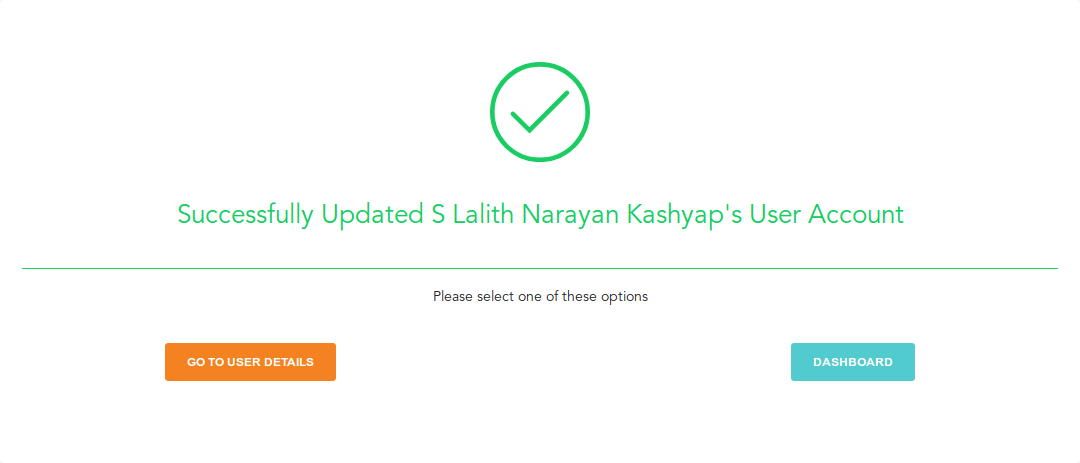 Successfully Updated S Lalith Narayan Kashyap's User Account
Please select one of these options
GO TO USER DETAILS
DASHBOARD